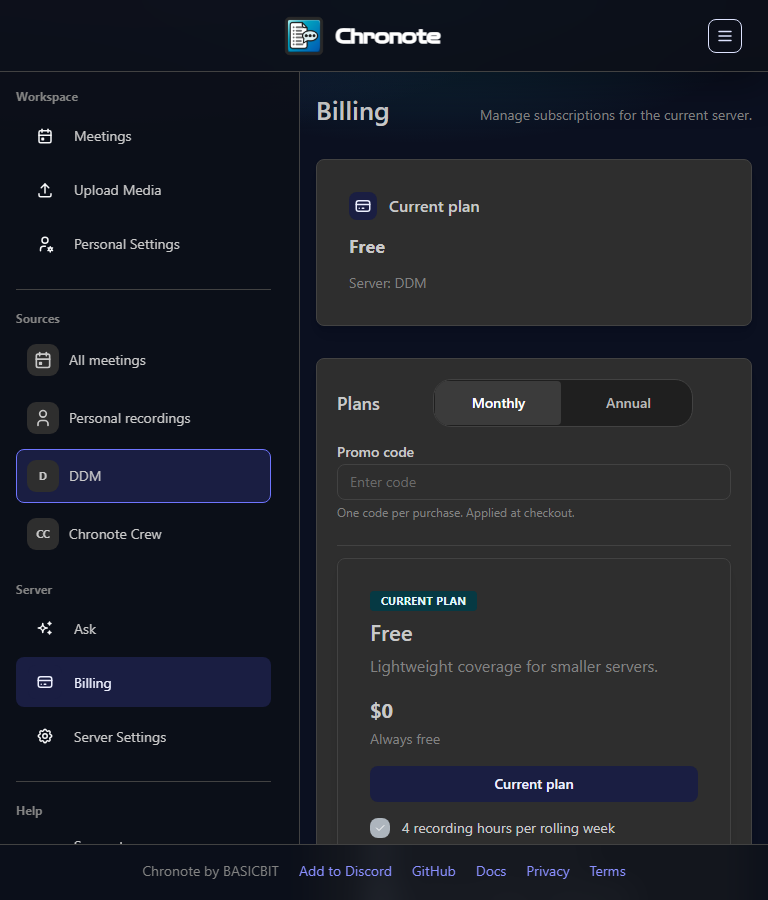 Chronote
Workspace
Meetings
Upload Media
Personal Settings
Sources
All meetings
Personal recordings
D DDM
CC Chronote Crew
Server
Ask
Billing
Server Settings
Help
Billing
Manage subscriptions for the current server.
Current plan
Free
Server: DDM
Plans
Monthly
Annual
Promo code
Enter code
One code per purchase. Applied at checkout.
CURRENT PLAN
Free
Lightweight coverage for smaller servers.
$0
Always free
Current plan
4 recording hours per rolling week
Chronote by BASICBIT Add to Discord GitHub Docs Privacy Terms